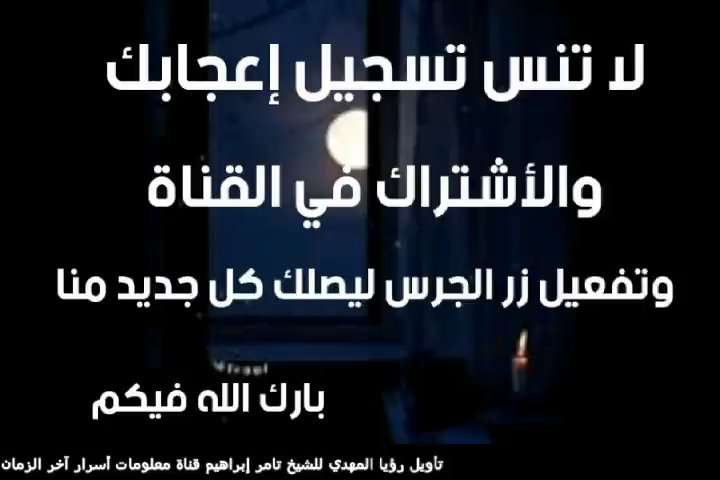 لا تنس تسجيل إعجابك
والأشتراك في القناة
وتفعيل زر الجرس ليصلك كل جديد منا
بارك الله فيكم
تأويل رؤيا المهدي للشيخ تامر إبراهيم قناة معلومات أسرار آخر الزمان